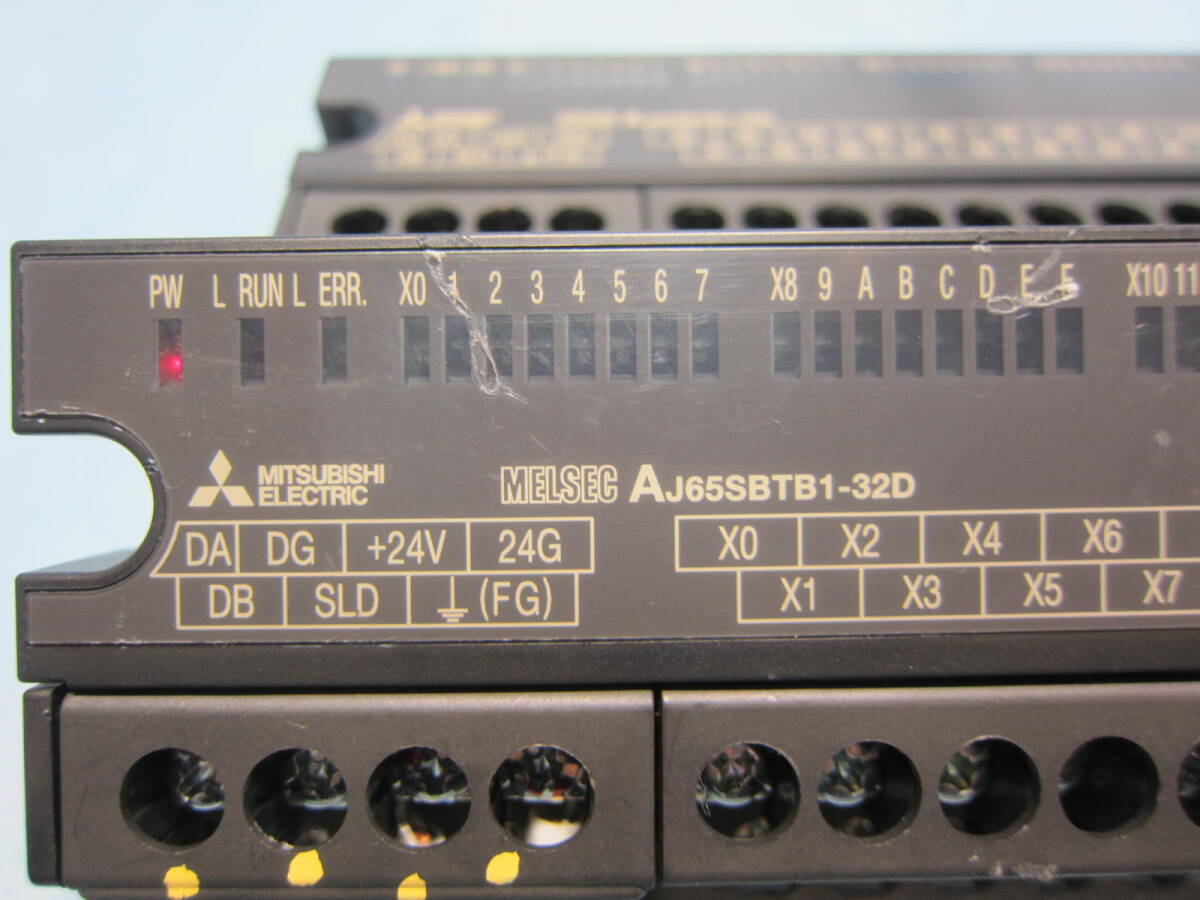 PW L RUN L ERR. X0 1 2 3 4 5 6 7 X8 9 A B C D E F X10 11
MITSUBISHI
ELECTRIC
MELSEC AJ65SBTB1-32D
DA DG +24V 24G X0 X2 X4 X6
DB SLD (FG) X1 X3 X5 X7